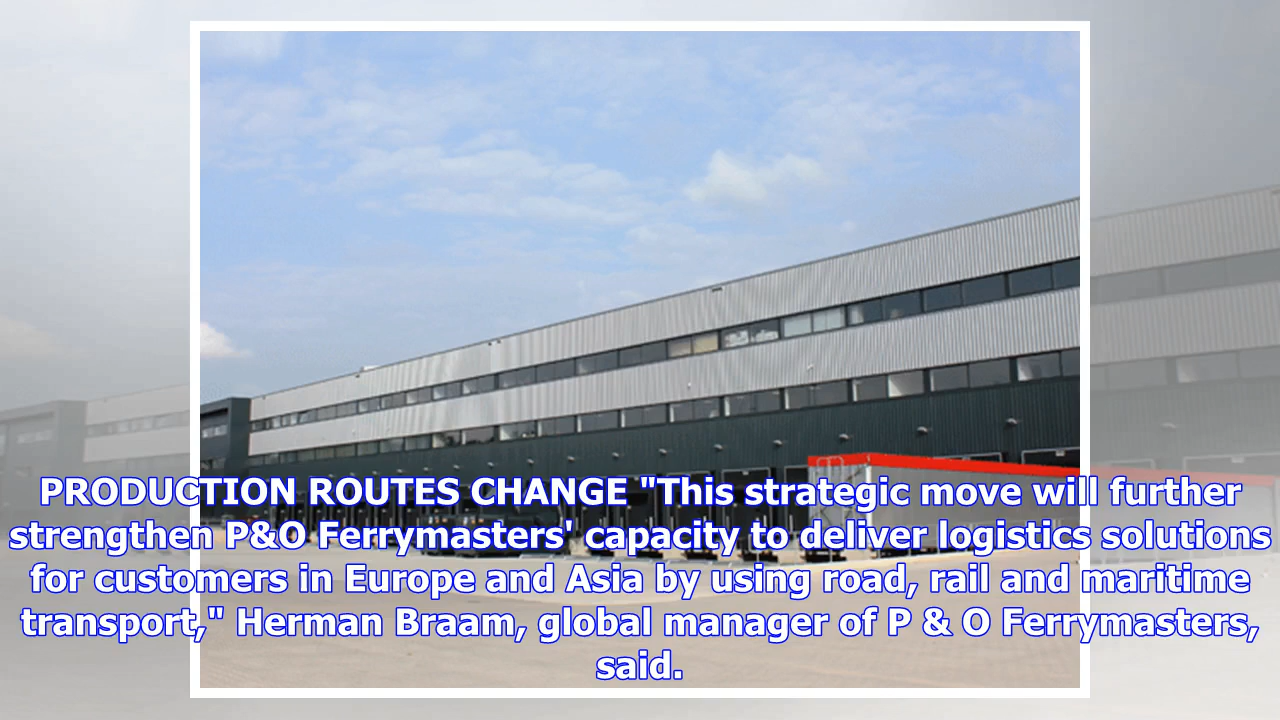 PRODUCTION ROUTES CHANGE "This strategic move will further
strengthen P&O Ferrymasters' capacity to deliver logistics solutions
for customers in Europe and Asia by using road, rail and maritime
transport," Herman Braam, global manager of P & O Ferrymasters,
said.